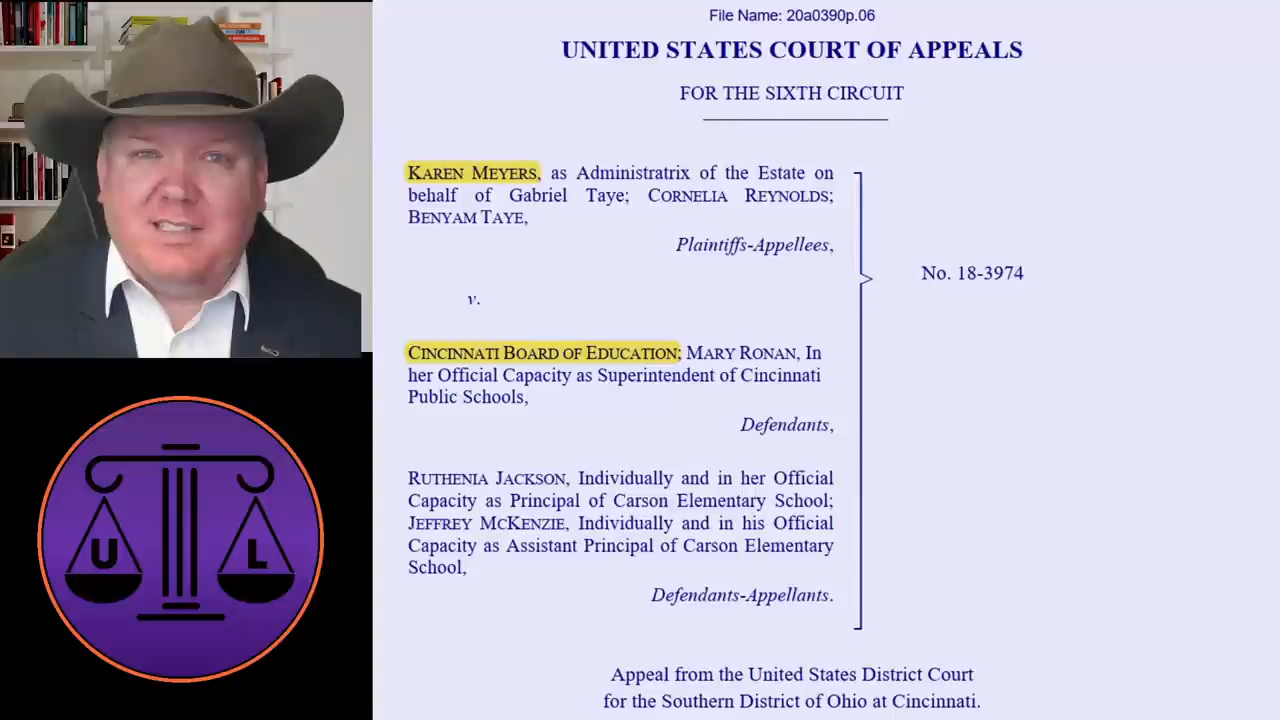 File Name: 20a0390p.06
UNITED STATES COURT OF APPEALS
FOR THE SIXTH CIRCUIT
KAREN MEYERS, as Administratrix of the Estate on
behalf of Gabriel Taye; CORNELIA REYNOLDS;
BENYAM TAYE,
Plaintiffs-Appellees,
v.
CINCINNATI BOARD OF EDUCATION; MARY RONAN, In
her Official Capacity as Superintendent of Cincinnati
Public Schools,
Defendants,
RUTHENIA JACKSON, Individually and in her Official
Capacity as Principal of Carson Elementary School;
JEFFREY MCKENZIE, Individually and in his Official
Capacity as Assistant Principal of Carson Elementary
School,
Defendants-Appellants.
No. 18-3974
Appeal from the United States District Court
for the Southern District of Ohio at Cincinnati.
U L